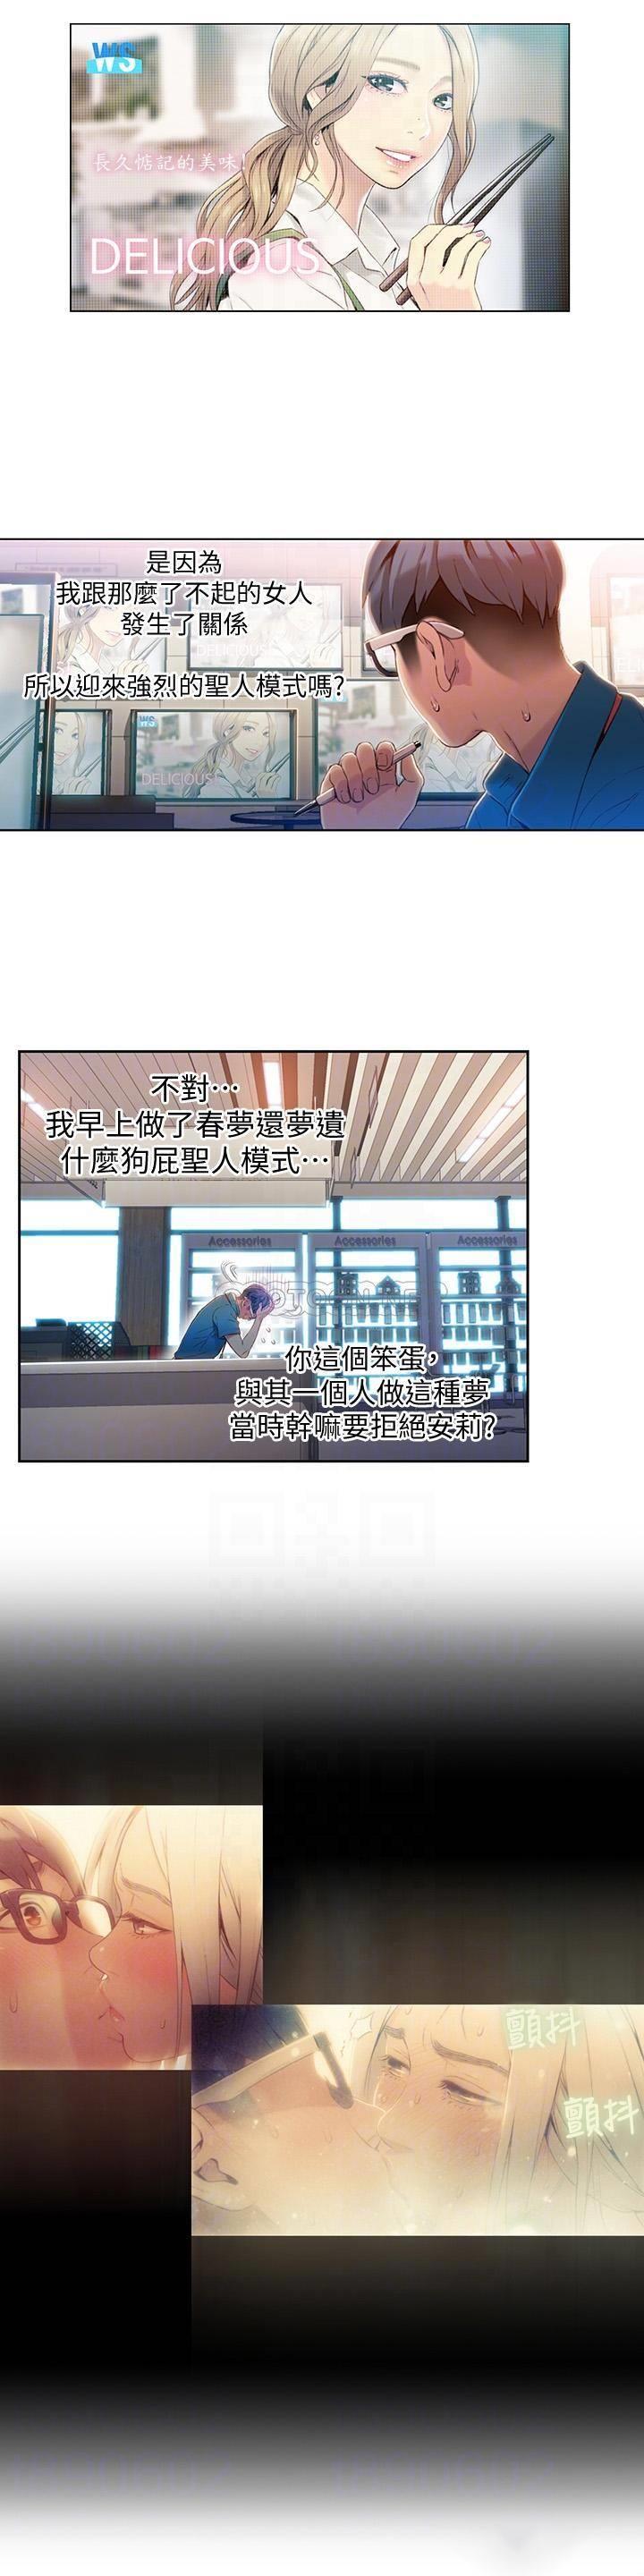 WS
長久惦記的美味!
DELICIOUS
是因為
我跟那麼了不起的女人
發生了關係
所以迎來強烈的聖人模式嗎?
DELICIOUS
DELICIOUS
WS
DELICIOUS
不對⋯
我早上做了春夢還夢遺
什麼狗屁聖人模式⋯
Accessories
Accessories
Accessories
你這個笨蛋,
與其一個人做這種夢
當時幹嘛要拒絕安莉?
顫抖
顫抖